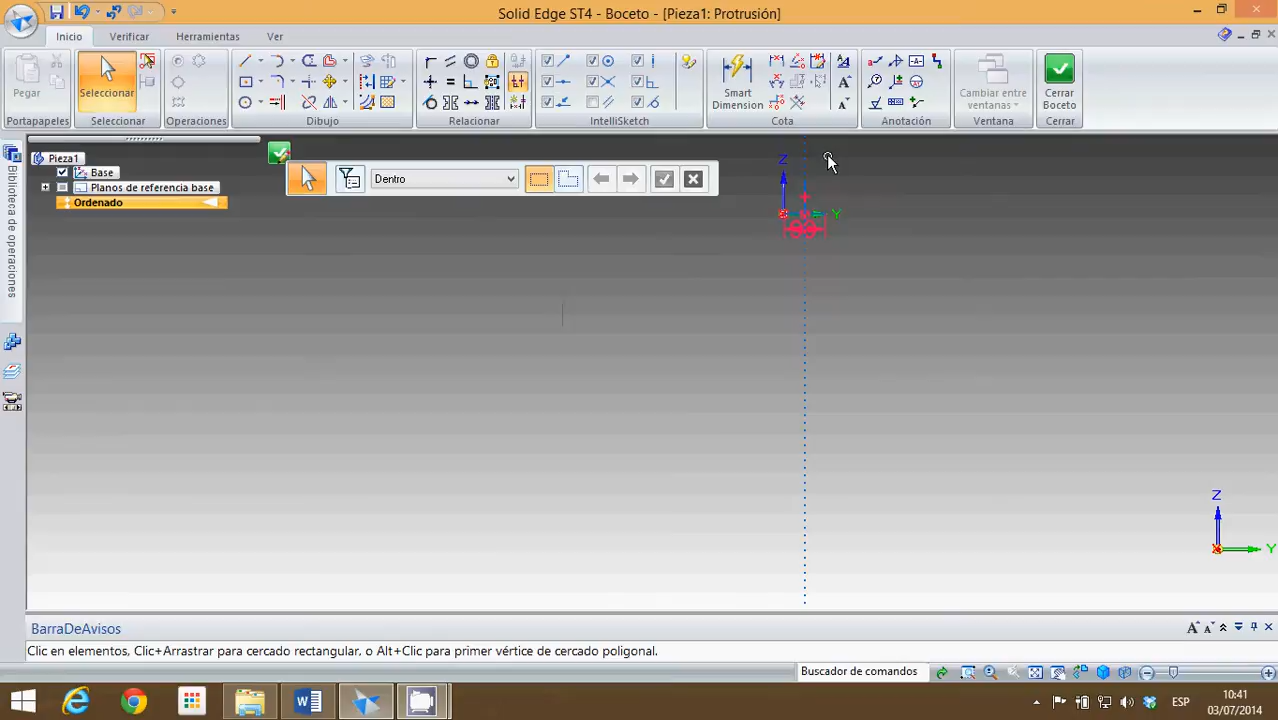 Solid Edge ST4 - Boceto - [Pieza1: Protrusión]
Inicio Verificar Herramientas Ver
Pegar Seleccionar Smart Dimension Cambiar entre ventanas Cerrar Boceto
Portapapeles Seleccionar Operaciones Dibujo Relacionar IntelliSketch Cota Anotación Ventana Cerrar
Biblioteca de operaciones
Pieza1
Base
Planos de referencia base
Ordenado
Dentro
Z
Y
Z
Y
BarraDeAvisos
Clic en elementos, Clic+Arrastrar para cercado rectangular, o Alt+Clic para primer vértice de cercado poligonal.
Buscador de comandos
ESP
10:41
03/07/2014